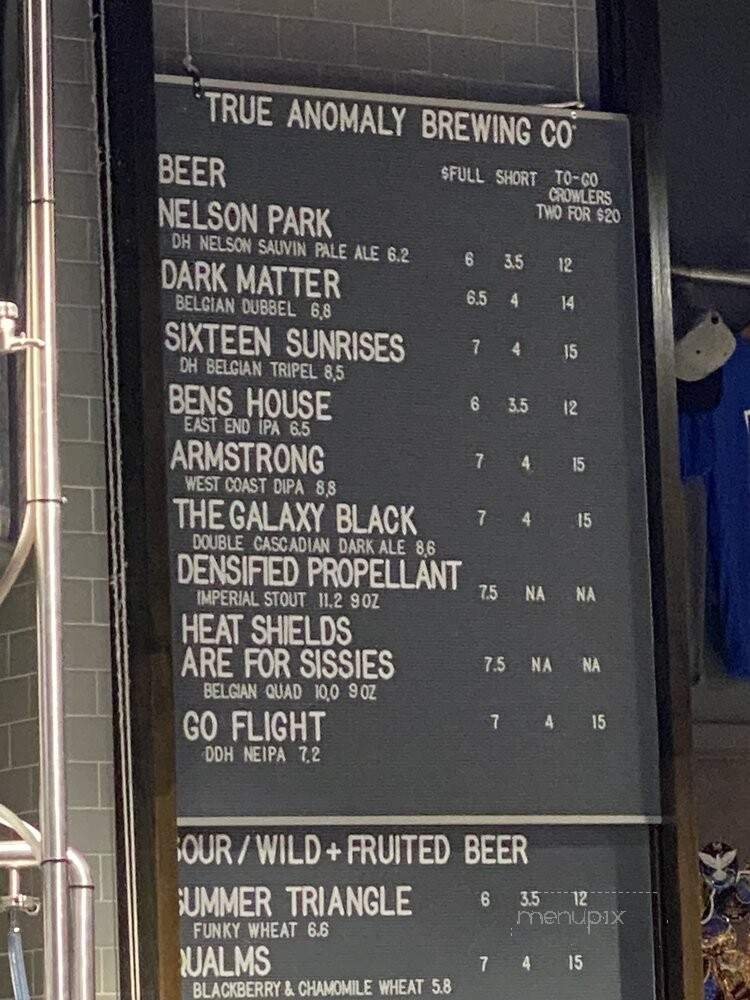 TRUE ANOMALY BREWING CO
BEER $FULL SHORT TO-GO
CROWLERS
TWO FOR $20
NELSON PARK
DH NELSON SAUVIN PALE ALE 6.2 6 3.5 12
DARK MATTER 6.5 4 14
BELGIAN DUBBEL 6,8
SIXTEEN SUNRISES 7 4 15
DH BELGIAN TRIPEL 8,5
BENS HOUSE 6 3.5 12
EAST END IPA 6.5
ARMSTRONG 7 4 15
WEST COAST DIPA 8,8
THE GALAXY BLACK 7 4 15
DOUBLE CASCADIAN DARK ALE 8,6
DENSIFIED PROPELLANT 7.5 NA NA
IMPERIAL STOUT 11.2 9OZ
HEAT SHIELDS
ARE FOR SISSIES 7.5 NA NA
BELGIAN QUAD 10,0 9OZ
GO FLIGHT 7 4 15
DDH NEIPA 7,2
SOUR / WILD + FRUITED BEER
SUMMER TRIANGLE 6 3.5 12
FUNKY WHEAT 6.6
menupix
QUALMS 7 4 15
BLACKBERRY & CHAMOMILE WHEAT 5.8